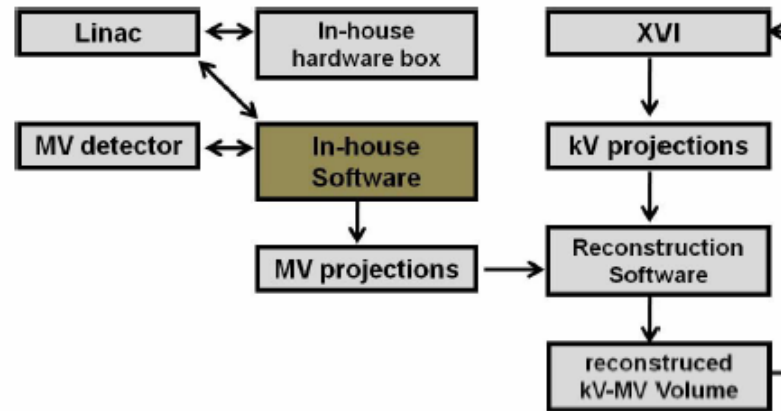 Linac
In-house
hardware box
XVI
MV detector
In-house
Software
kV projections
MV projections
Reconstruction
Software
reconstruced
kV-MV Volume